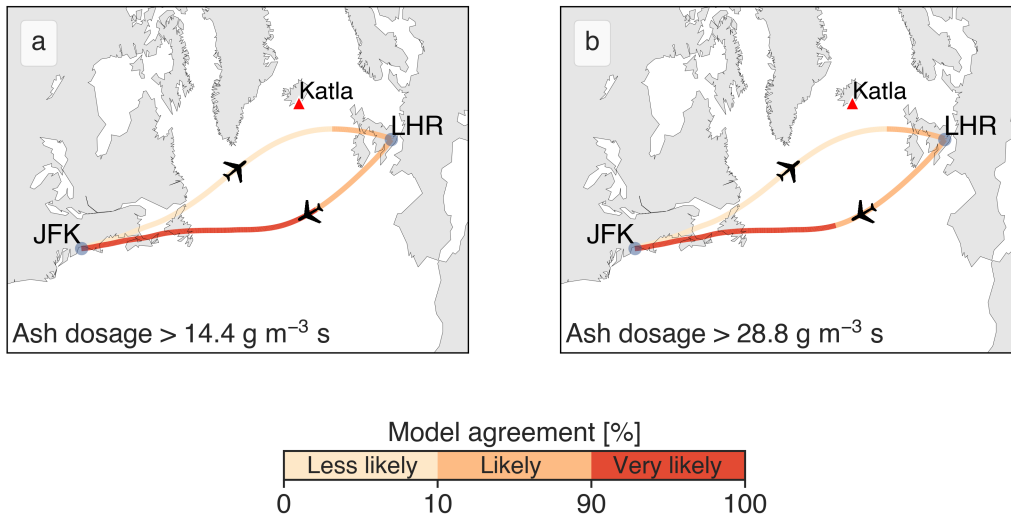 a
Katla
LHR
JFK
Ash dosage > 14.4 g m⁻³ s
b
Katla
LHR
JFK
Ash dosage > 28.8 g m⁻³ s
Model agreement [%]
Less likely Likely Very likely
0 10 90 100